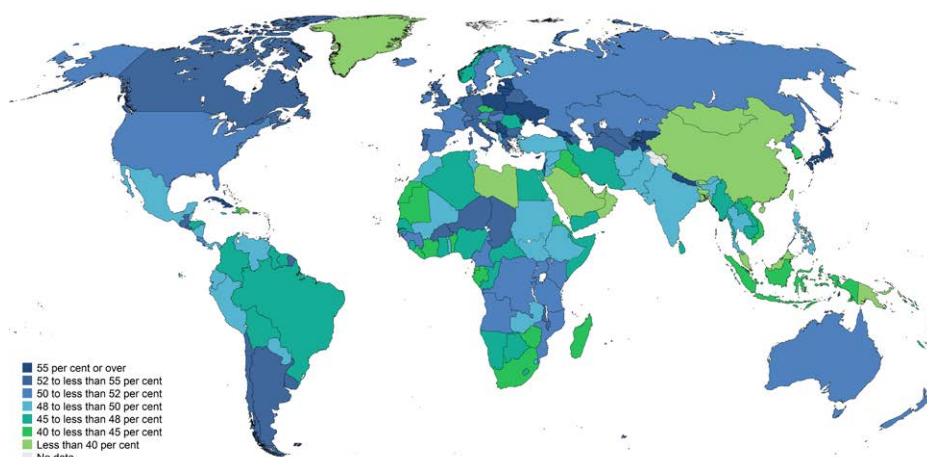 55 per cent or over
52 to less than 55 per cent
50 to less than 52 per cent
48 to less than 50 per cent
45 to less than 48 per cent
40 to less than 45 per cent
Less than 40 per cent
No data